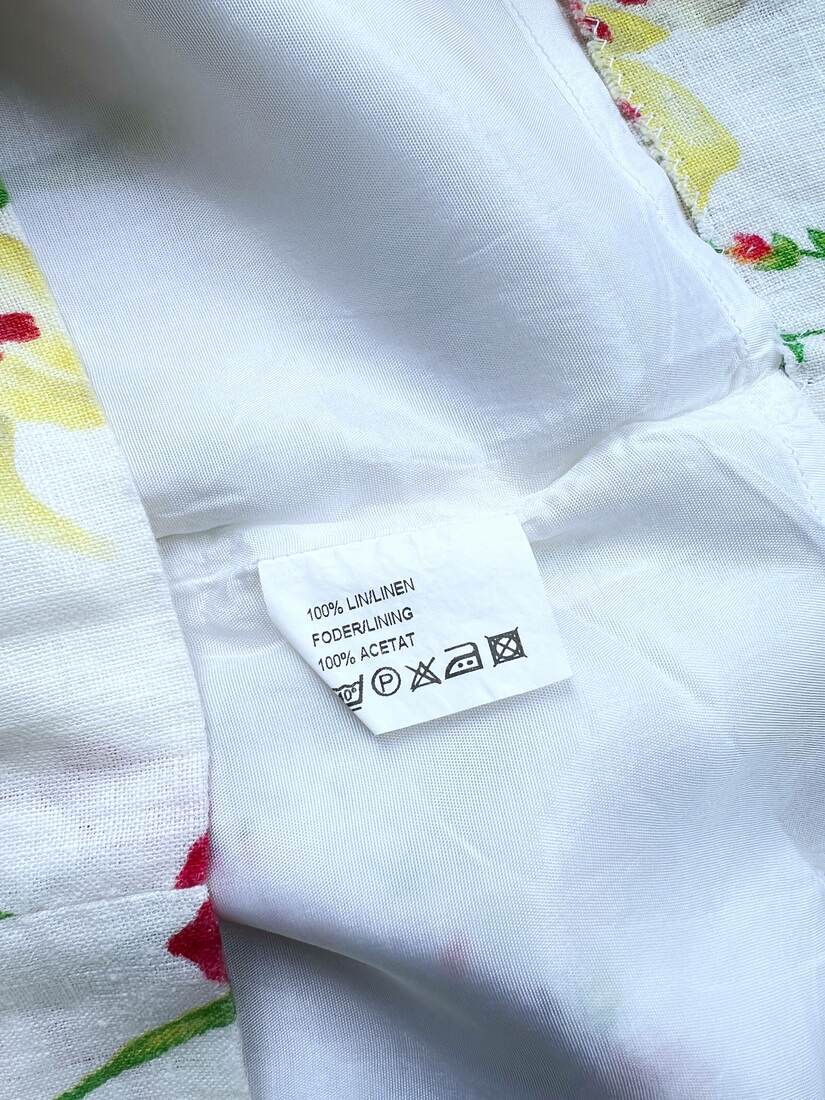 100% LIN/LINEN
FODER/LINING
100% ACETAT
P